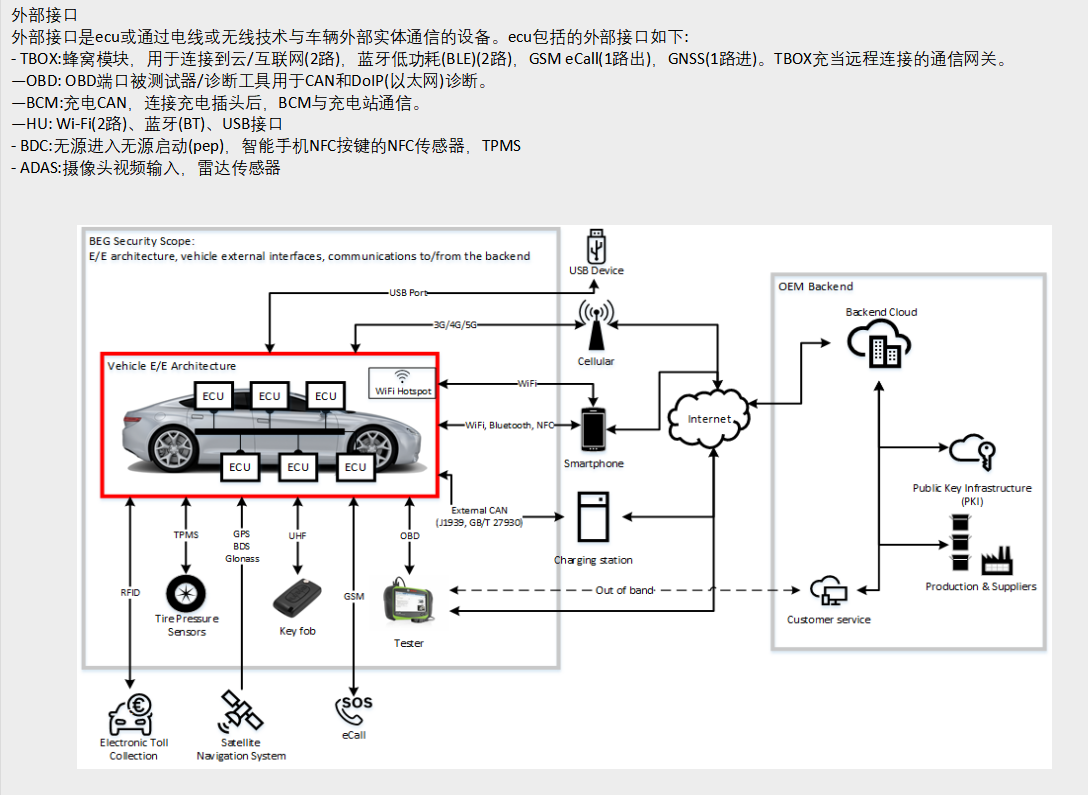 外部接口
外部接口是ecu或通过电线或无线技术与车辆外部实体通信的设备。ecu包括的外部接口如下:
- TBOX:蜂窝模块，用于连接到云/互联网(2路)，蓝牙低功耗(BLE)(2路)，GSM eCall(1路出)，GNSS(1路进)。TBOX充当远程连接的通信网关。
—OBD: OBD端口被测试器/诊断工具用于CAN和DoIP(以太网)诊断。
—BCM:充电CAN，连接充电插头后，BCM与充电站通信。
—HU: Wi-Fi(2路)、蓝牙(BT)、USB接口
- BDC:无源进入无源启动(pep)，智能手机NFC按键的NFC传感器，TPMS
- ADAS:摄像头视频输入，雷达传感器
BEG Security Scope:
E/E architecture, vehicle external interfaces, communications to/from the backend
USB Device
USB Port
3G/4G/5G
Cellular
OEM Backend
Backend Cloud
Vehicle E/E Architecture
WiFi Hotspot
ECU
ECU
ECU
ECU
ECU
ECU
WiFi
WiFi, Bluetooth, NFC
Smartphone
Internet
External CAN
(J1939, GB/T 27930)
Charging station
Public Key Infrastructure
(PKI)
Production & Suppliers
Customer service
Out of band
RFID
TPMS
GPS
BDS
Glonass
UHF
GSM
OBD
Tire Pressure
Sensors
Key fob
Tester
Electronic Toll
Collection
Satellite
Navigation System
SOS
eCall